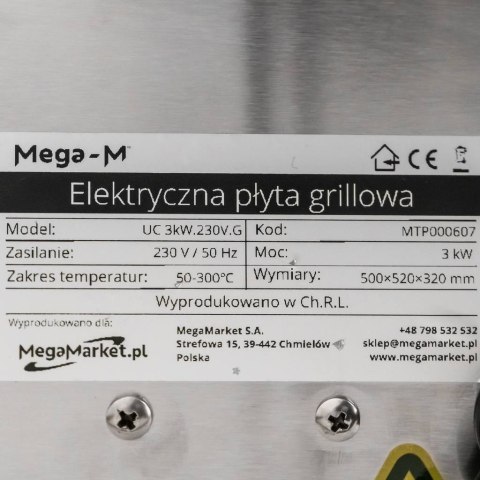 Mega-M
CE
Elektryczna płyta grillowa
Model: UC 3kW.230V.G Kod: MTP000607
Zasilanie: 230 V / 50 Hz Moc: 3 kW
Zakres temperatur: 50-300°C Wymiary: 500×520×320 mm
Wyprodukowano w Ch.R.L.
Wyprodukowano dla:
MegaMarket.pl
MegaMarket S.A.
Strefowa 15, 39-442 Chmielów
Polska
+48 798 532 532
sklep@megamarket.pl
www.megamarket.pl